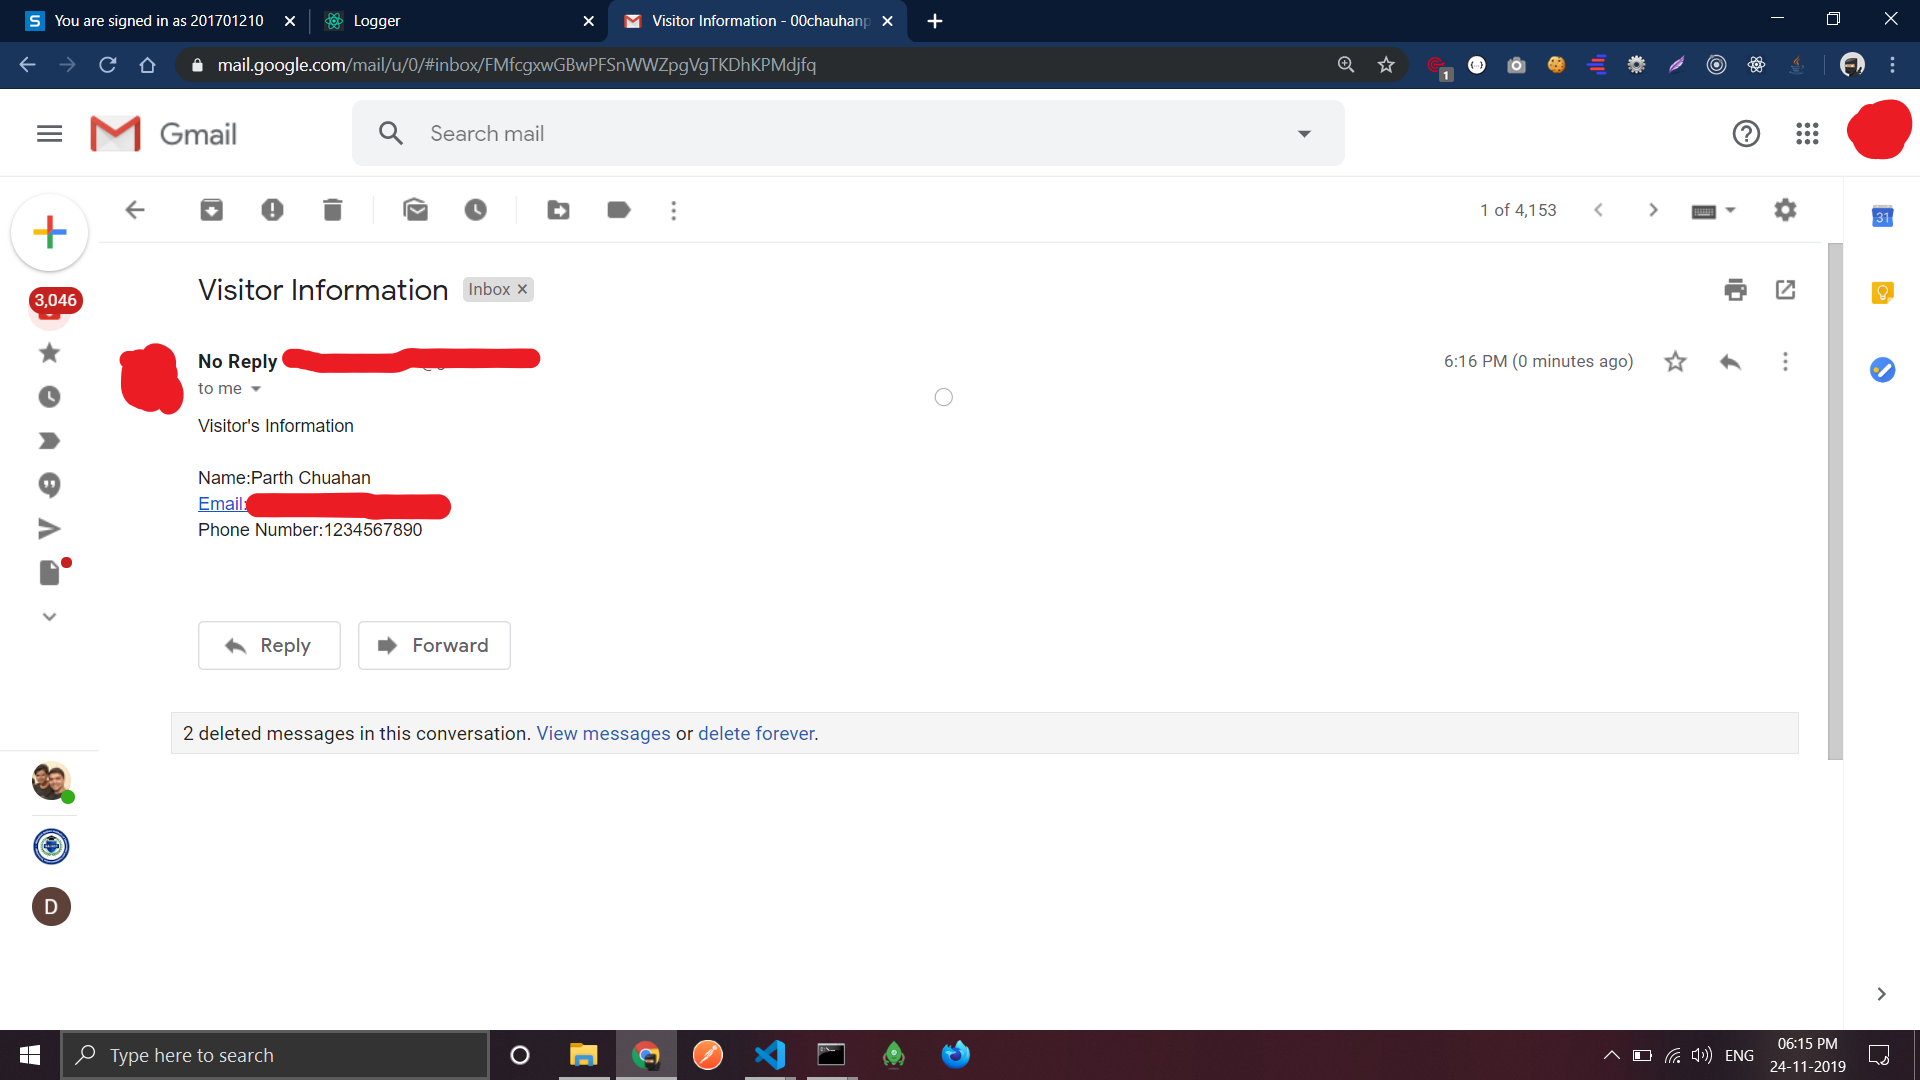 You are signed in as 201701210
Logger
Visitor Information - 00chauhanp
mail.google.com/mail/u/0/#inbox/FMfcgxwGBwPFSnWWZpgVgTKDhKPMdjfq
1
Gmail
Search mail
1 of 4,153
31
Visitor Information
Inbox ×
3,046
No Reply
6:16 PM (0 minutes ago)
to me
Visitor's Information
Name:Parth Chuahan
Email:
Phone Number:1234567890
Reply
Forward
2 deleted messages in this conversation. View messages or delete forever.
D
Type here to search
ENG
06:15 PM
24-11-2019